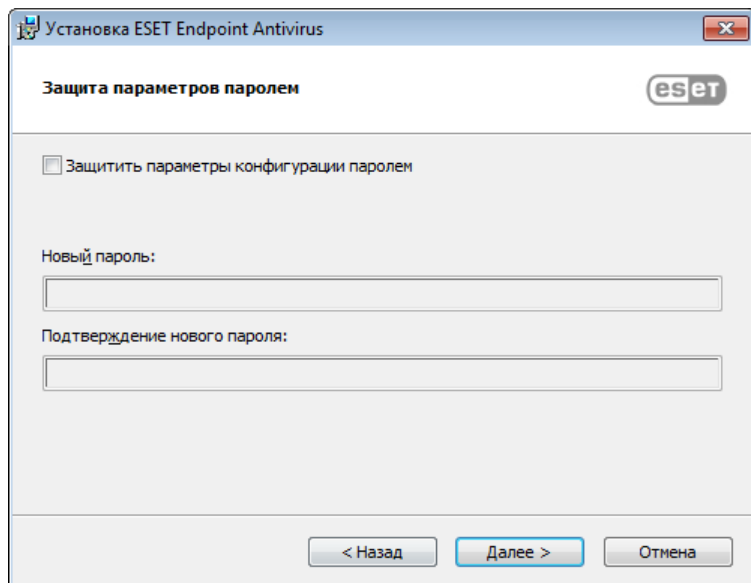 Установка ESET Endpoint Antivirus
Защита параметров паролем
eset
Защитить параметры конфигурации паролем
Новый пароль:
Подтверждение нового пароля:
< Назад
Далее >
Отмена